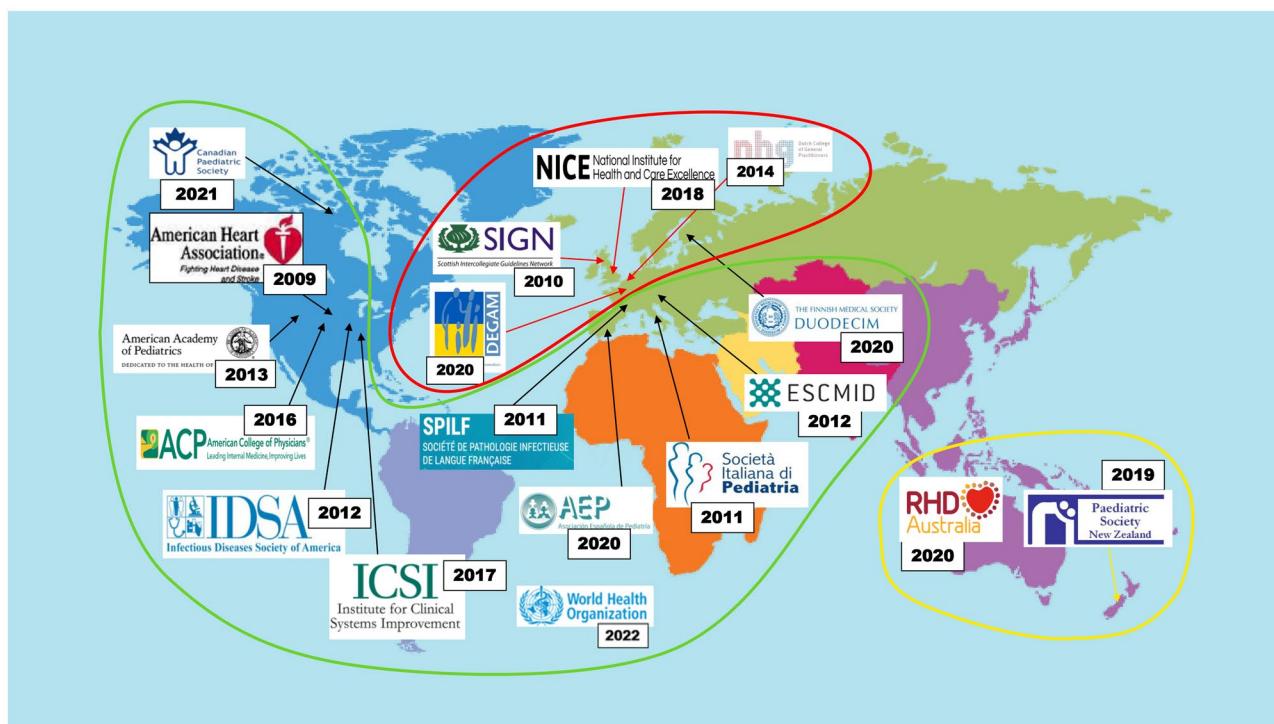 Canadian
Paediatric
Society
2021
American Heart
Association®
Fighting Heart Disease
and Stroke
2009
American Academy
of Pediatrics
DEDICATED TO THE HEALTH OF
2013
2016
ACP American College of Physicians®
Leading Internal Medicine, Improving Lives
IDSA
2012
Infectious Diseases Society of America
ICSI
2017
Institute for Clinical
Systems Improvement
NICE National Institute for
Health and Care Excellence
2018
nhg
Dutch College
of General
Practitioners
2014
SIGN
Scottish Intercollegiate Guidelines Network
2010
DEGAM
2020
SPILF
2011
SOCIÉTÉ DE PATHOLOGIE INFECTIEUSE
DE LANGUE FRANÇAISE
AEP
Asociación Española de Pediatría
2020
World Health
Organization
2022
Società
Italiana di
Pediatria
2011
THE FINNISH MEDICAL SOCIETY
DUODECIM
2020
ESCMID
2012
RHD
Australia
2020
2019
Paediatric
Society
New Zealand